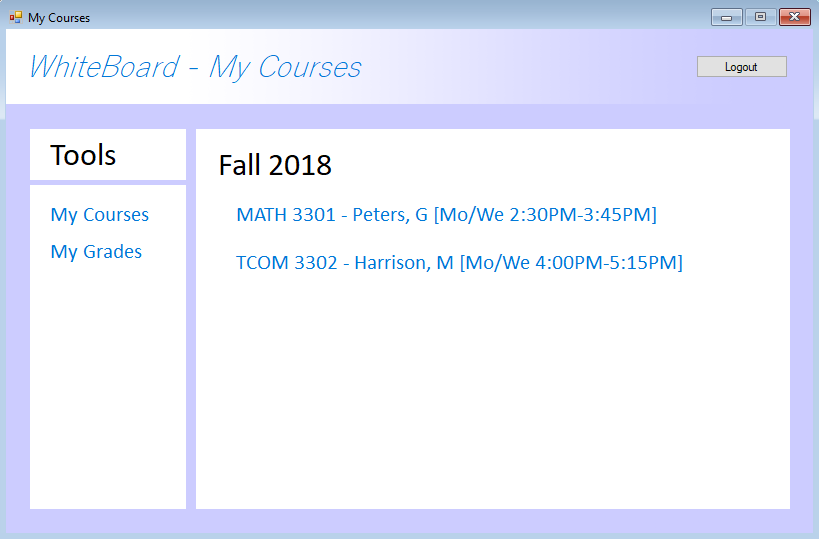 My Courses
WhiteBoard - My Courses
Logout
Tools
My Courses
My Grades
Fall 2018
MATH 3301 - Peters, G [Mo/We 2:30PM-3:45PM]
TCOM 3302 - Harrison, M [Mo/We 4:00PM-5:15PM]